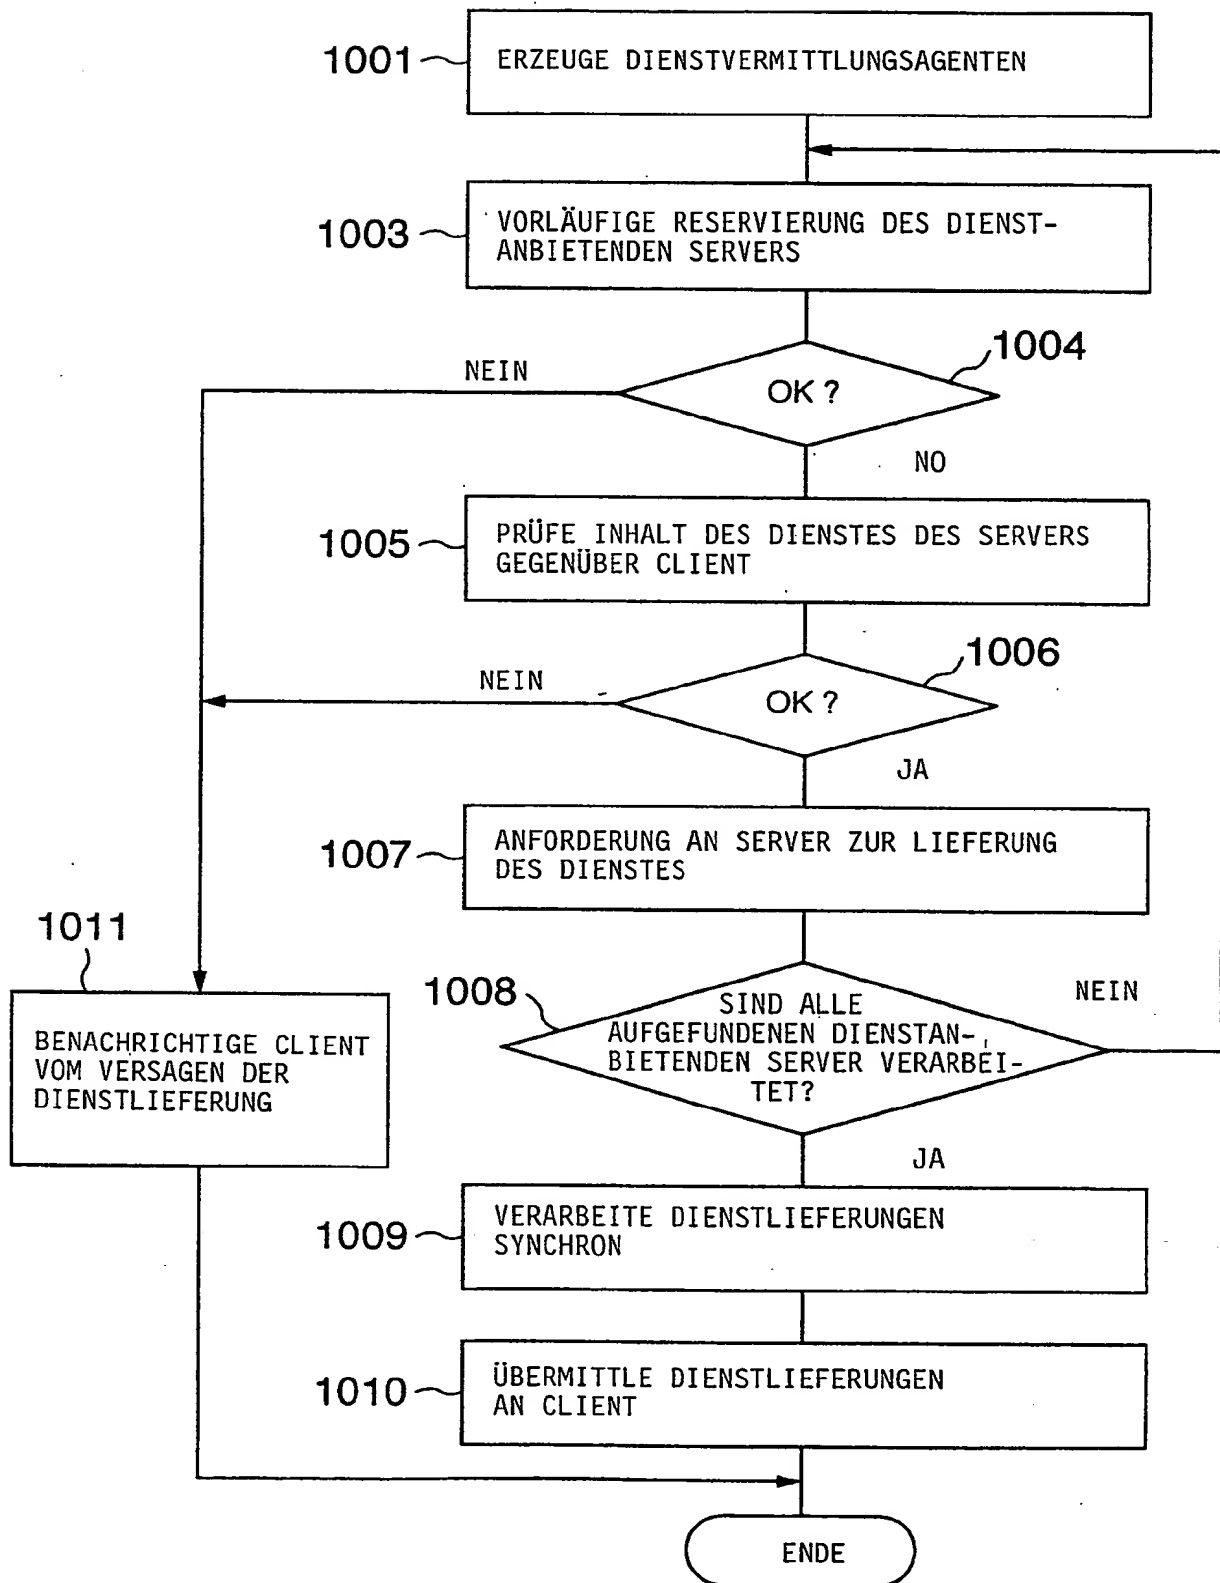 1001
ERZEUGE DIENSTVERMITTLUNGSAGENTEN
1003
VORLÄUFIGE RESERVIERUNG DES DIENST-
ANBIETENDEN SERVERS
1004
NEIN
OK ?
NO
1005
PRÜFE INHALT DES DIENSTES DES SERVERS
GEGENÜBER CLIENT
1006
NEIN
OK ?
JA
1007
ANFORDERUNG AN SERVER ZUR LIEFERUNG
DES DIENSTES
1011
BENACHRICHTIGE CLIENT
VOM VERSAGEN DER
DIENSTLIEFERUNG
1008
NEIN
SIND ALLE
AUFGEFUNDENEN DIENSTAN-
BIETENDEN SERVER VERARBEI-
TET?
JA
1009
VERARBEITE DIENSTLIEFERUNGEN
SYNCHRON
1010
ÜBERMITTLE DIENSTLIEFERUNGEN
AN CLIENT
ENDE